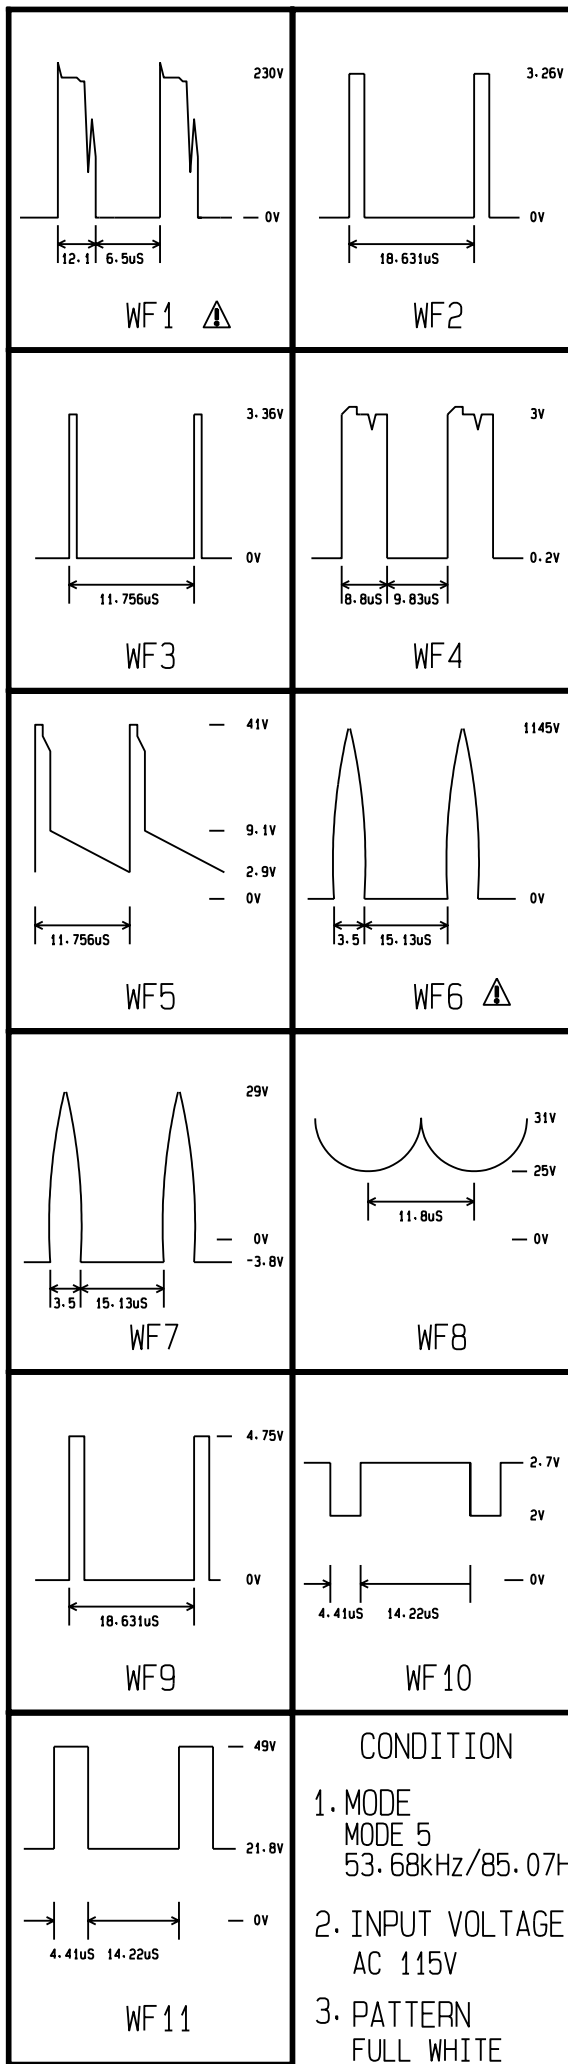 230V
0V
12.1
6.5uS
WF1
3.26V
0V
18.631uS
WF2
3.36V
0V
11.756uS
WF3
3V
0.2V
8.8uS
9.83uS
WF4
41V
9.1V
2.9V
0V
11.756uS
WF5
1145V
0V
3.5
15.13uS
WF6
29V
0V
-3.8V
3.5
15.13uS
WF7
31V
25V
11.8uS
0V
WF8
4.75V
0V
18.631uS
WF9
2.7V
2V
0V
4.41uS
14.22uS
WF10
49V
21.8V
0V
4.41uS
14.22uS
WF11
CONDITION
1. MODE
MODE 5
53.68kHz/85.07H
2. INPUT VOLTAGE
AC 115V
3. PATTERN
FULL WHITE